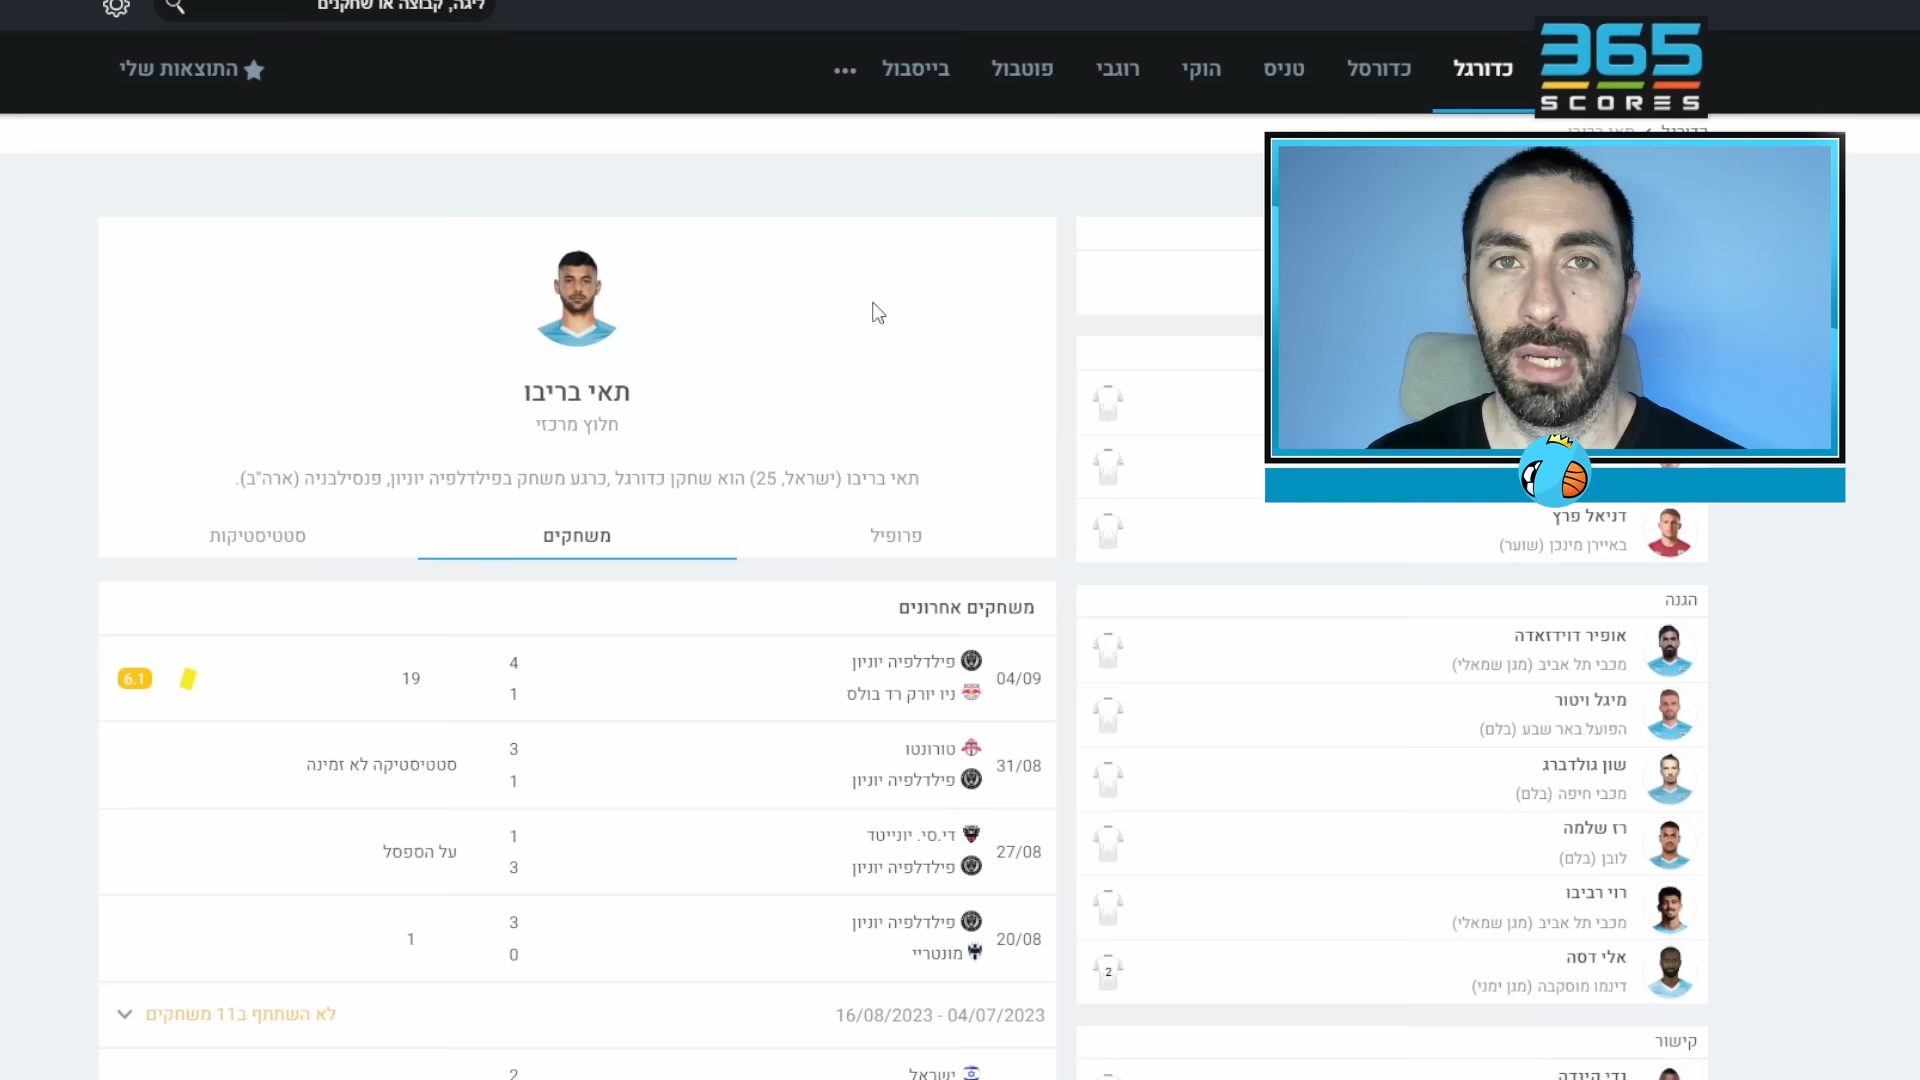 ליגה, קבוצה או שחקנים
365
SCORES
כדורגל
כדורסל
טניס
הוקי
רוגבי
פוטבול
בייסבול
התוצאות שלי
תאי בריבו
חלוץ מרכזי
תאי בריבו (ישראל, 25) הוא שחקן כדורגל ,כרגע משחק בפילדלפיה יוניון, פנסילבניה (ארה"ב).
פרופיל
משחקים
סטטיסטיקות
משחקים אחרונים
04/09
פילדלפיה יוניון 4
ניו יורק רד בולס 1
19
6.1
31/08
טורונטו 3
פילדלפיה יוניון 1
סטטיסטיקה לא זמינה
27/08
די.סי. יונייטד 1
פילדלפיה יוניון 3
על הספסל
20/08
פילדלפיה יוניון 3
מונטריי 0
1
04/07/2023 - 16/08/2023
לא השתתף ב11 משחקים
ישראל 2
דניאל פרץ
באיירן מינכן (שוער)
הגנה
אופיר דוידזאדה
מכבי תל אביב (מגן שמאלי)
מיגל ויטור
הפועל באר שבע (בלם)
שון גולדברג
מכבי חיפה (בלם)
רז שלמה
לובן (בלם)
רוי רביבו
מכבי תל אביב (מגן שמאלי)
אלי דסה
דינמו מוסקבה (מגן ימני)
2
קישור
גדי קינדה